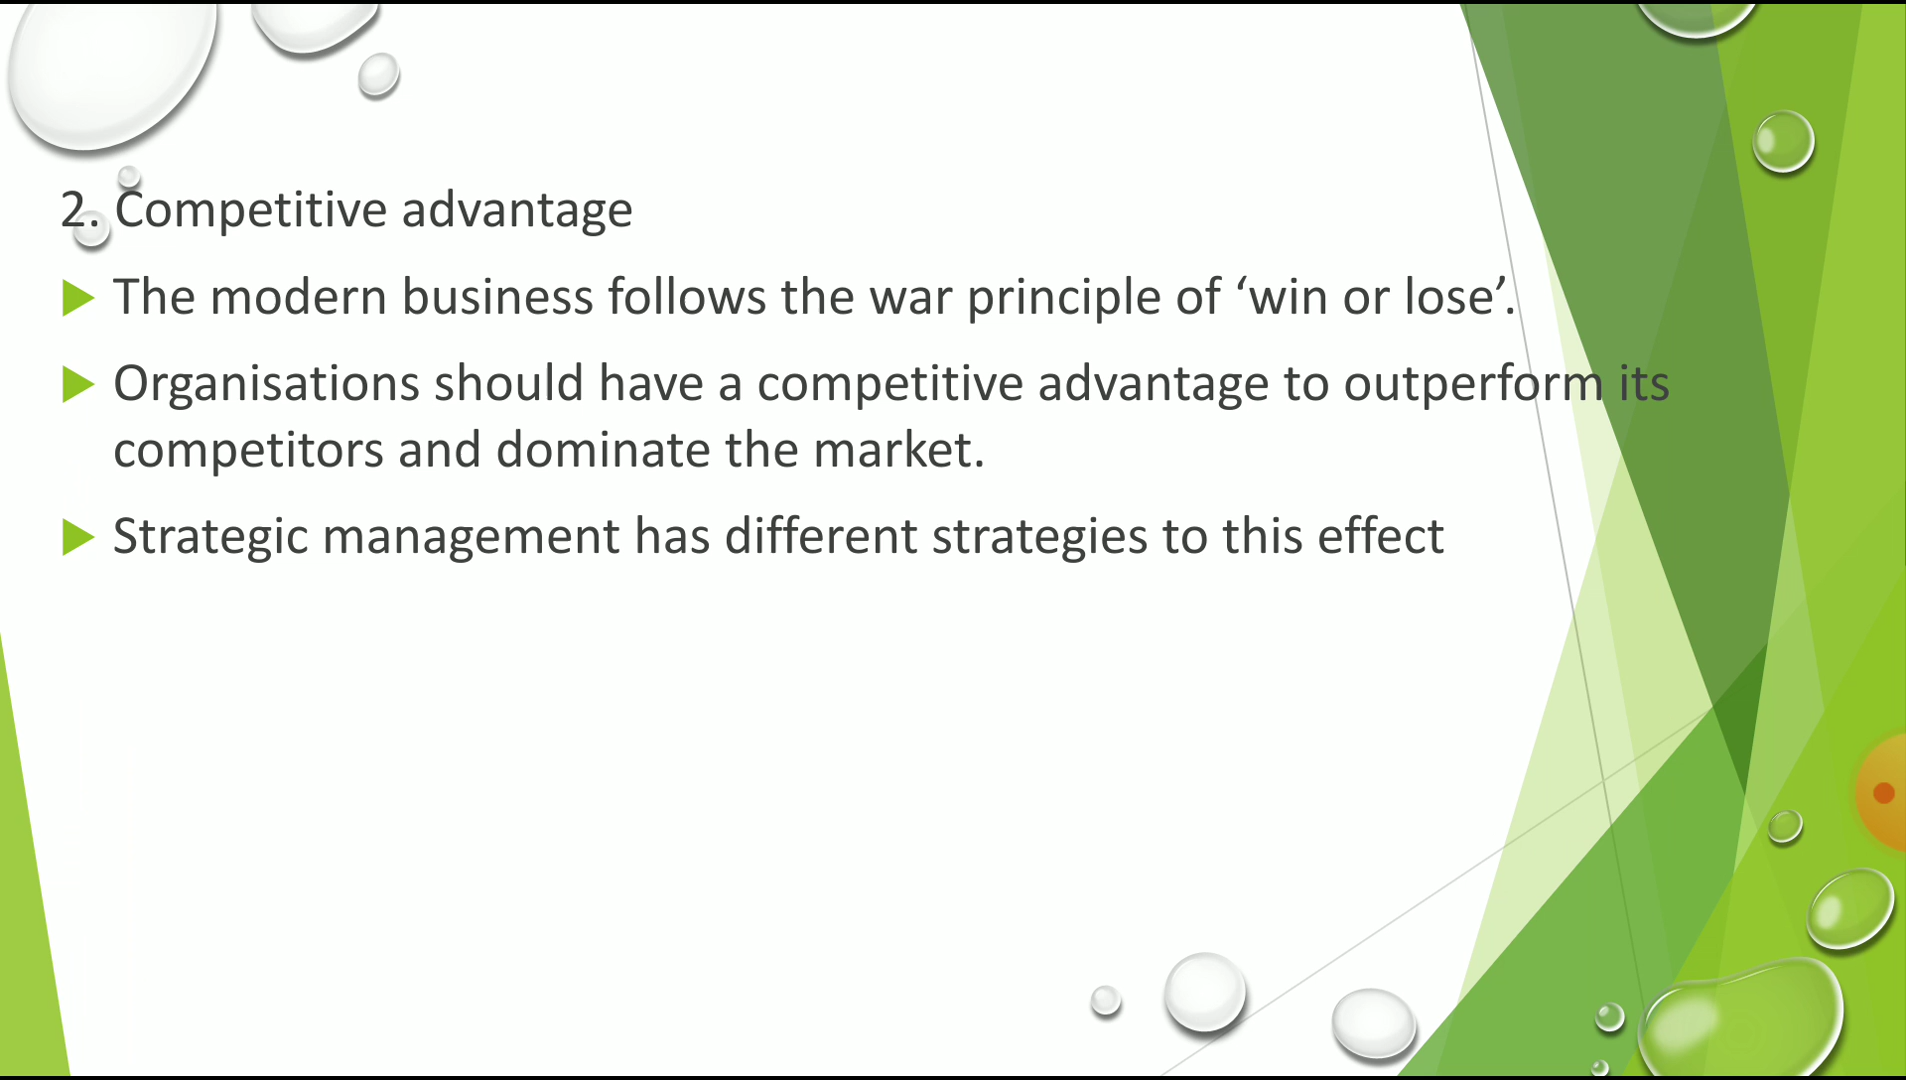 2. Competitive advantage
The modern business follows the war principle of ‘win or lose’.
Organisations should have a competitive advantage to outperform its
competitors and dominate the market.
Strategic management has different strategies to this effect